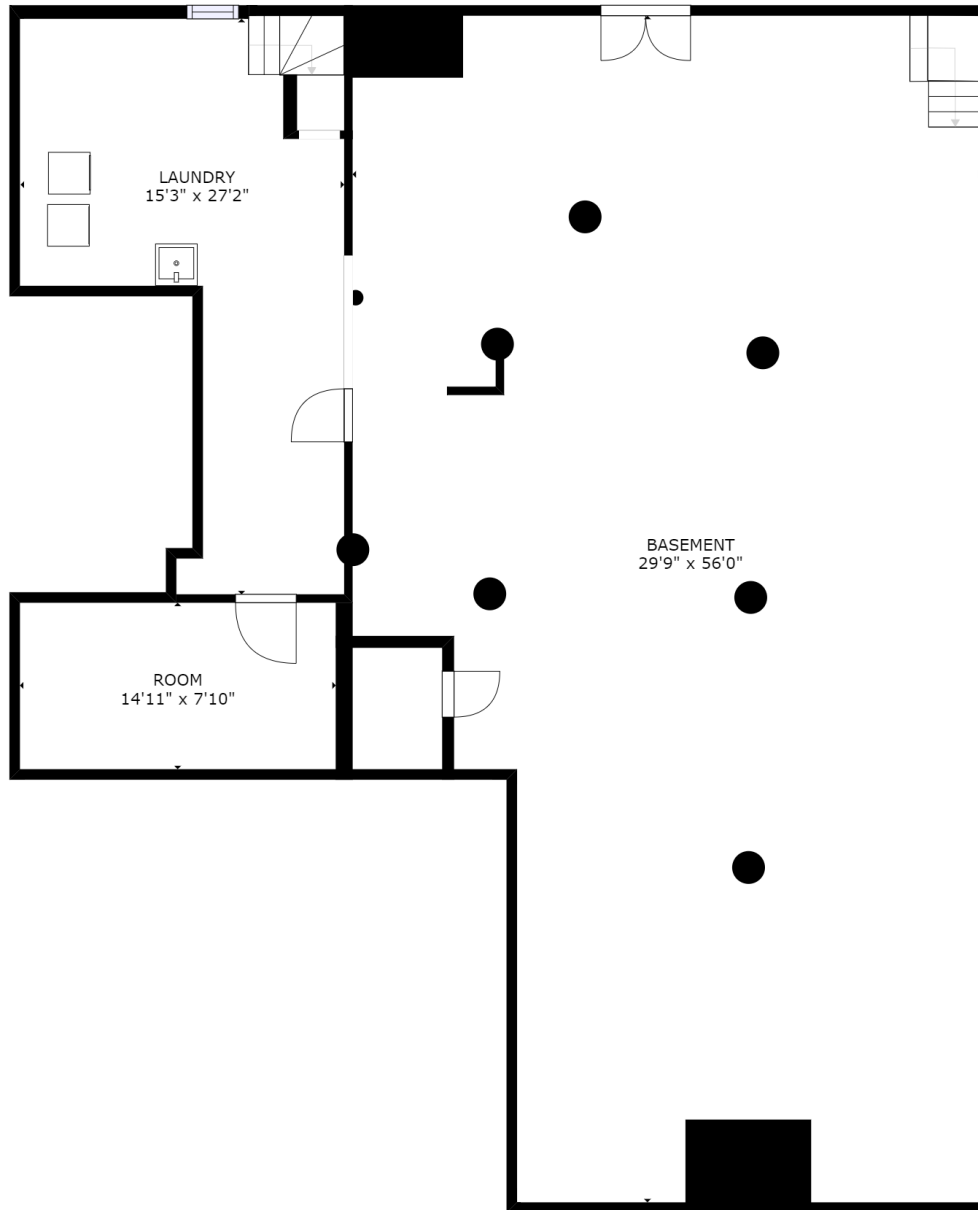 LAUNDRY
15'3" x 27'2"
BASEMENT
29'9" x 56'0"
ROOM
14'11" x 7'10"